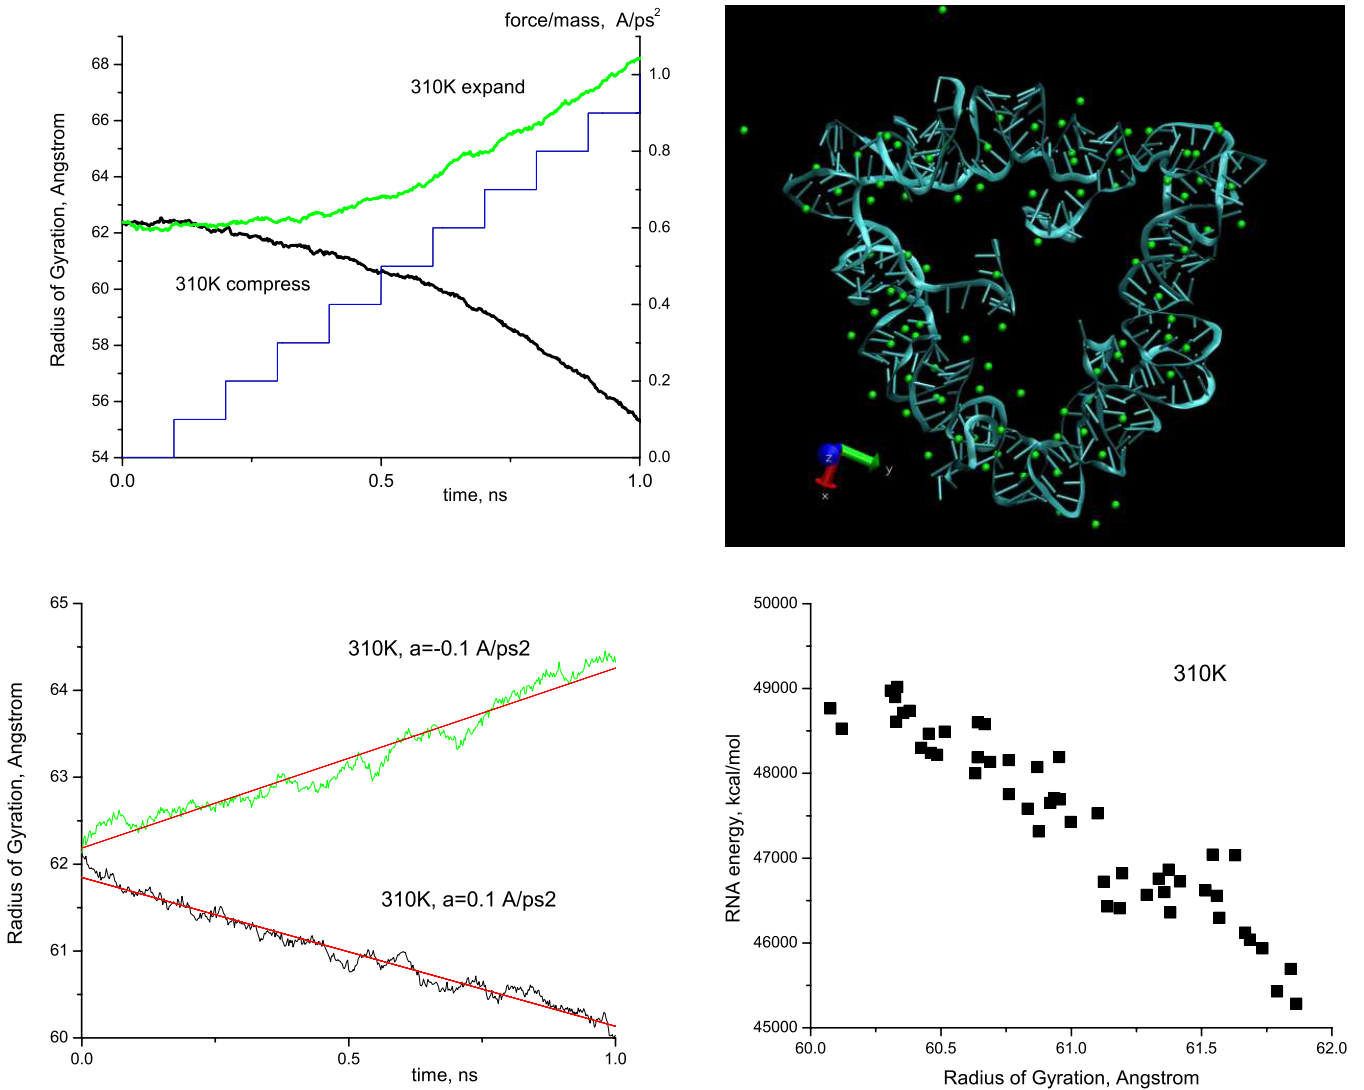 force/mass, A/ps2
68
66
64
62
60
58
56
54
Radius of Gyration, Angstrom
310K expand
310K compress
1.0
0.8
0.6
0.4
0.2
0.0
0.0
0.5
1.0
time, ns
z
y
x
65
64
63
62
61
60
Radius of Gyration, Angstrom
310K, a=-0.1 A/ps2
310K, a=0.1 A/ps2
0.0
0.5
1.0
time, ns
50000
49000
48000
47000
46000
45000
RNA energy, kcal/mol
310K
60.0
60.5
61.0
61.5
62.0
Radius of Gyration, Angstrom